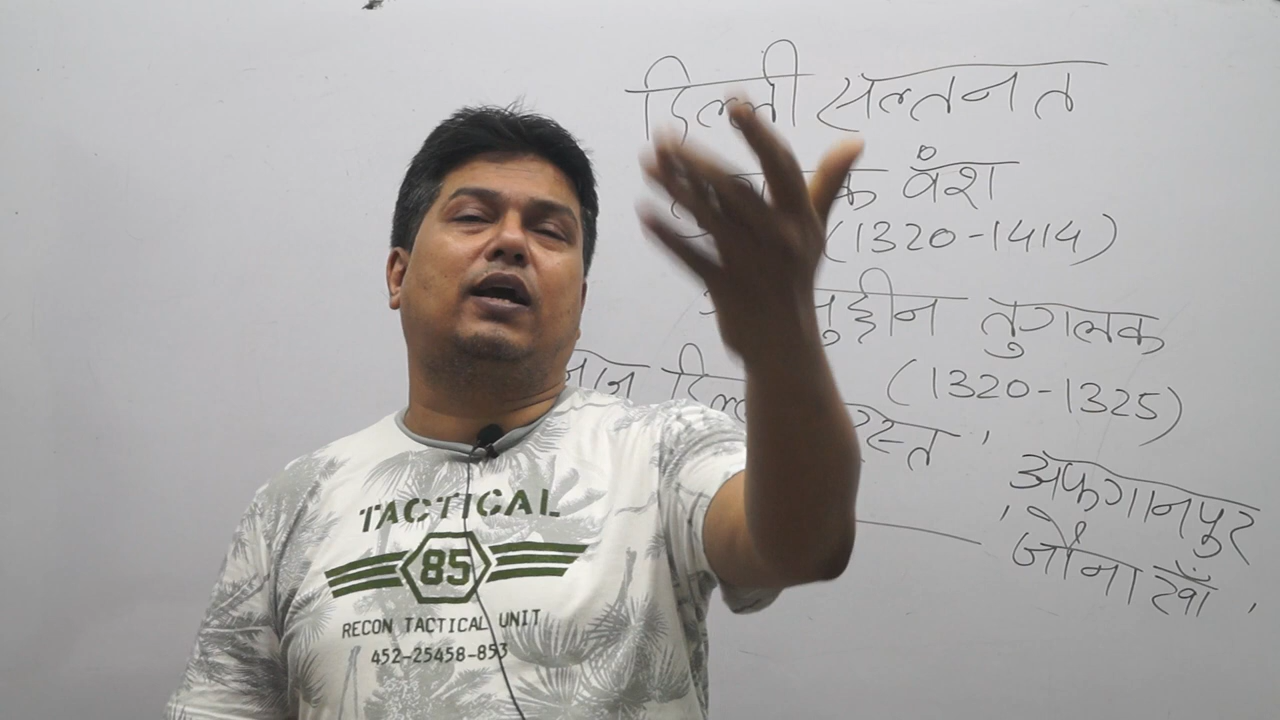 दिल्ली सल्तनत
वंश
(1320-1414)
तुगलक
(1320-1325)
अफगानपुर
'जौना खाँ'
TACTICAL
85
RECON TACTICAL UNIT
452-25458-853